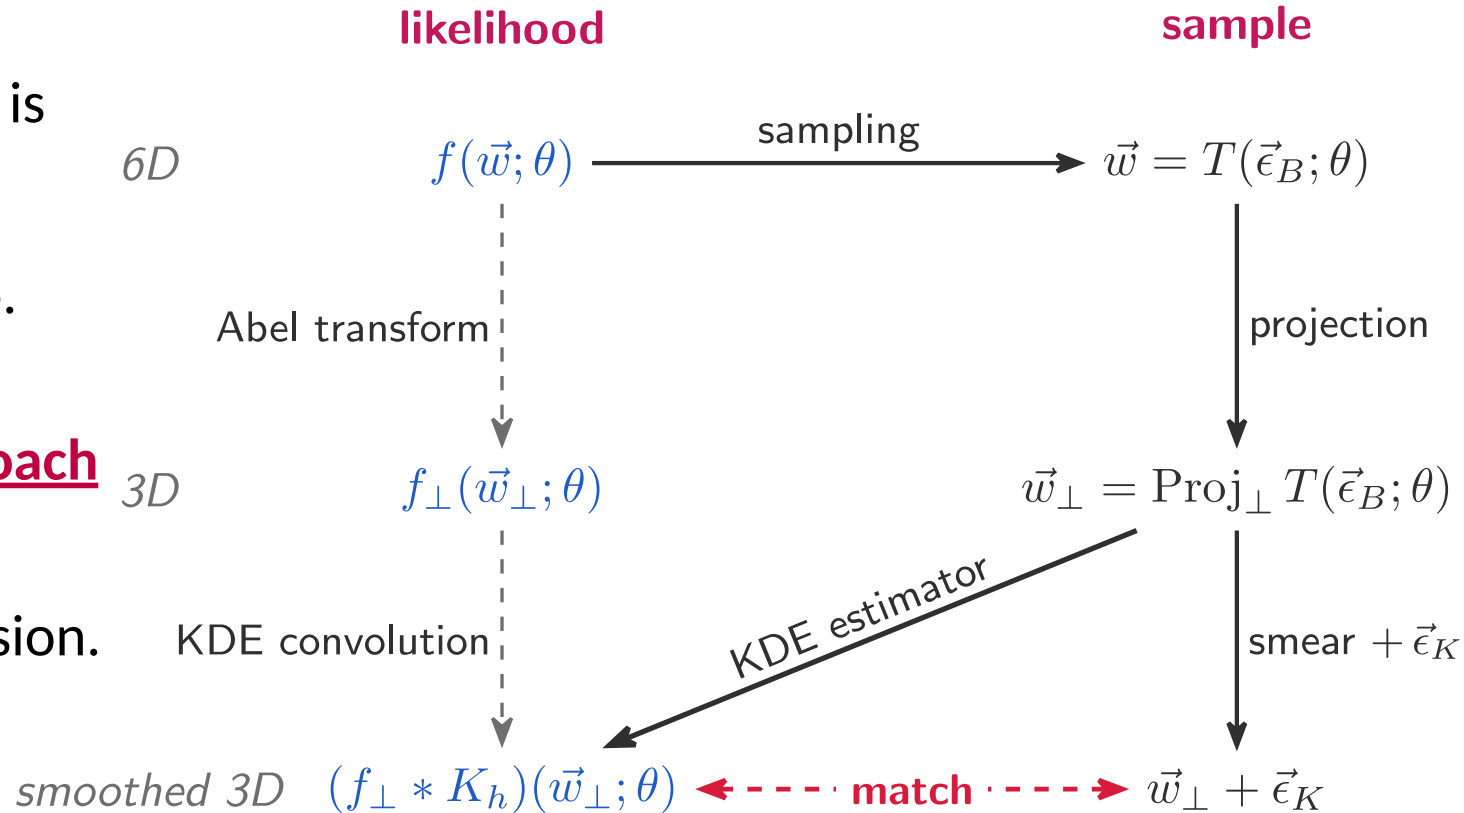 likelihood sample
is
6D f(w⃗; θ) sampling w⃗ = T(ϵ⃗_B; θ)
.
Abel transform projection
oach
3D f_⊥(w⃗_⊥; θ) w⃗_⊥ = Proj_⊥ T(ϵ⃗_B; θ)
KDE estimator
sion.
KDE convolution smear + ϵ⃗_K
smoothed 3D (f_⊥ ∗ K_h)(w⃗_⊥; θ) match w⃗_⊥ + ϵ⃗_K